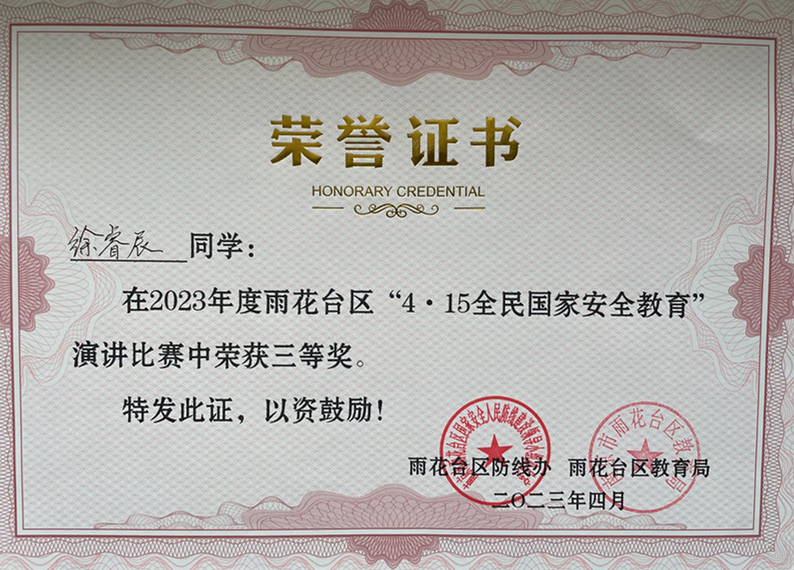 荣誉证书
HONORARY CREDENTIAL
徐睿辰 同学：
在2023年度雨花台区“4·15全民国家安全教育”
演讲比赛中荣获三等奖。
特发此证，以资鼓励！
雨花台区防线办 雨花台区教育局
二〇二三年四月